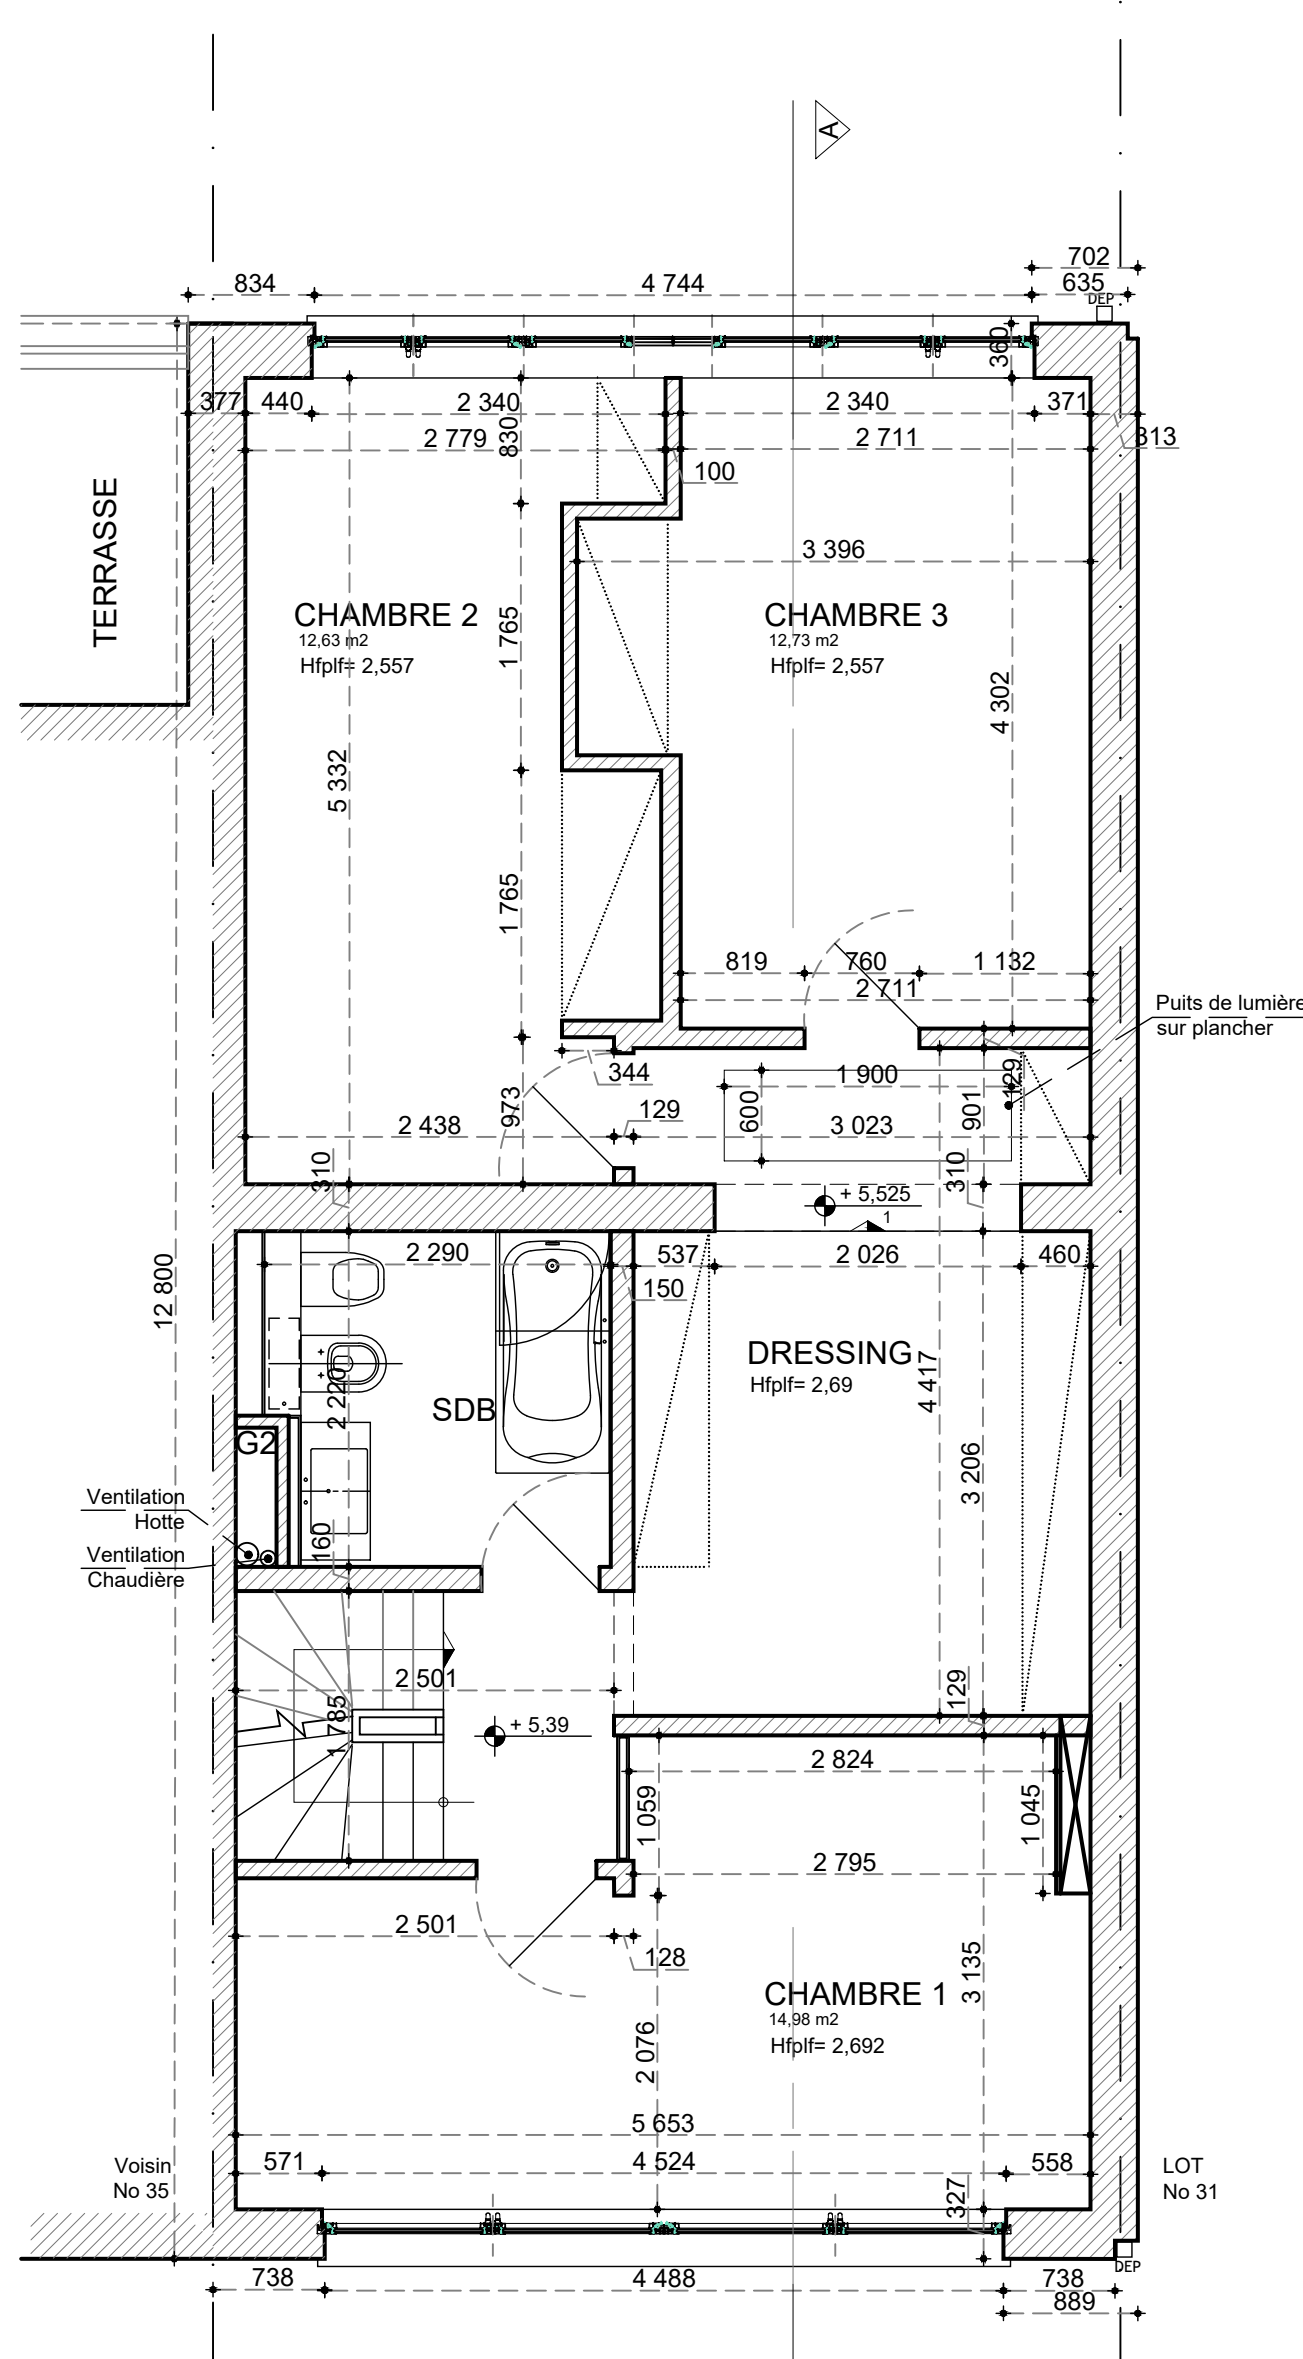 A
702
834
4 744
635
DEP
360
377
440
2 340
2 340
371
2 779
830
2 711
313
100
TERRASSE
3 396
CHAMBRE 2
12,63 m2
Hfplf= 2,557
1 765
CHAMBRE 3
12,73 m2
Hfplf= 2,557
4 302
5 332
1 765
819
760
1 132
2 711
Puits de lumière
sur plancher
344
1 900
129
973
600
901
2 438
129
3 023
310
310
+ 5,525
1
2 290
537
2 026
460
150
12 800
DRESSING
Hfplf= 2,69
4 417
2 220
SDB
G2
3 206
Ventilation
Hotte
160
Ventilation
Chaudière
2 501
129
1 785
+ 5,39
2 824
1 059
1 045
2 795
2 501
128
3 135
CHAMBRE 1
14,98 m2
Hfplf= 2,692
2 076
5 653
571
4 524
558
Voisin
No 35
LOT
No 31
327
DEP
738
4 488
738
889